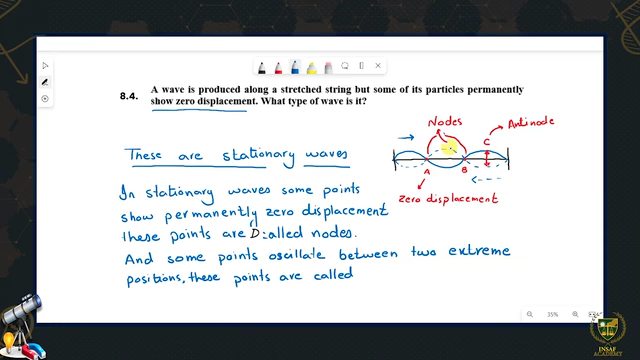 8.4. A wave is produced along a stretched string but some of its particles permanently
show zero displacement. What type of wave is it?
Nodes
Antinode
C
These are stationary waves
A
B
In stationary waves some points
zero displacement
show permanently zero displacement
these points are D:alled nodes.
And some points oscillate between two extreme
positions, these points are called
35%
INSAF
ACADEMY